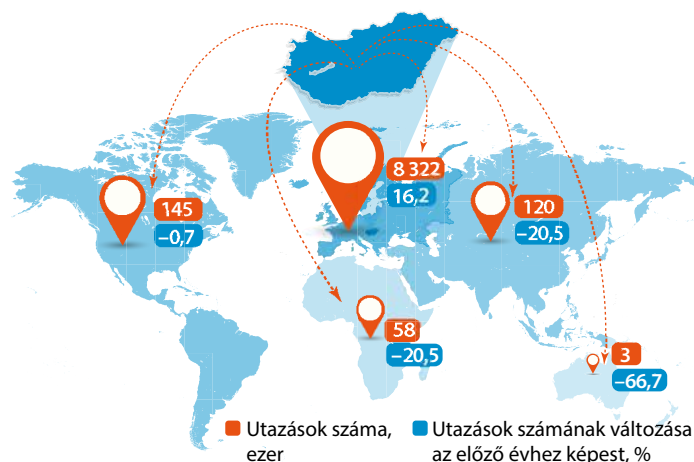 8 322
16,2
145
–0,7
120
–20,5
58
–20,5
3
–66,7
Utazások száma,
ezer
Utazások számának változása
az előző évhez képest, %